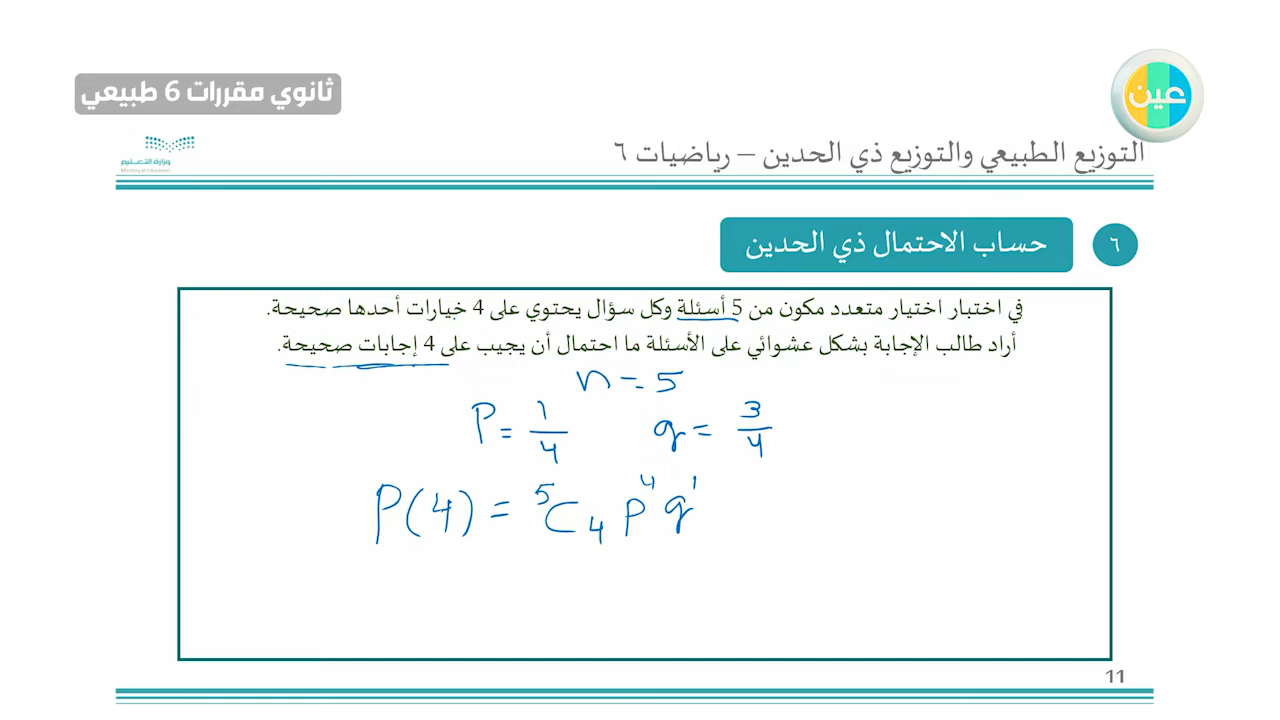 ثانوي مقررات 6 طبيعي
عين
وزارة التعليم
Ministry of Education
التوزيع الطبيعي والتوزيع ذي الحدين – رياضيات ٦
٦
حساب الاحتمال ذي الحدين
في اختبار اختيار متعدد مكون من 5 أسئلة وكل سؤال يحتوي على 4 خيارات أحدها صحيحة.
أراد طالب الإجابة بشكل عشوائي على الأسئلة ما احتمال أن يجيب على 4 إجابات صحيحة.
n = 5
P = 1/4 q = 3/4
P(4) = ⁵C₄ P⁴ q¹
11